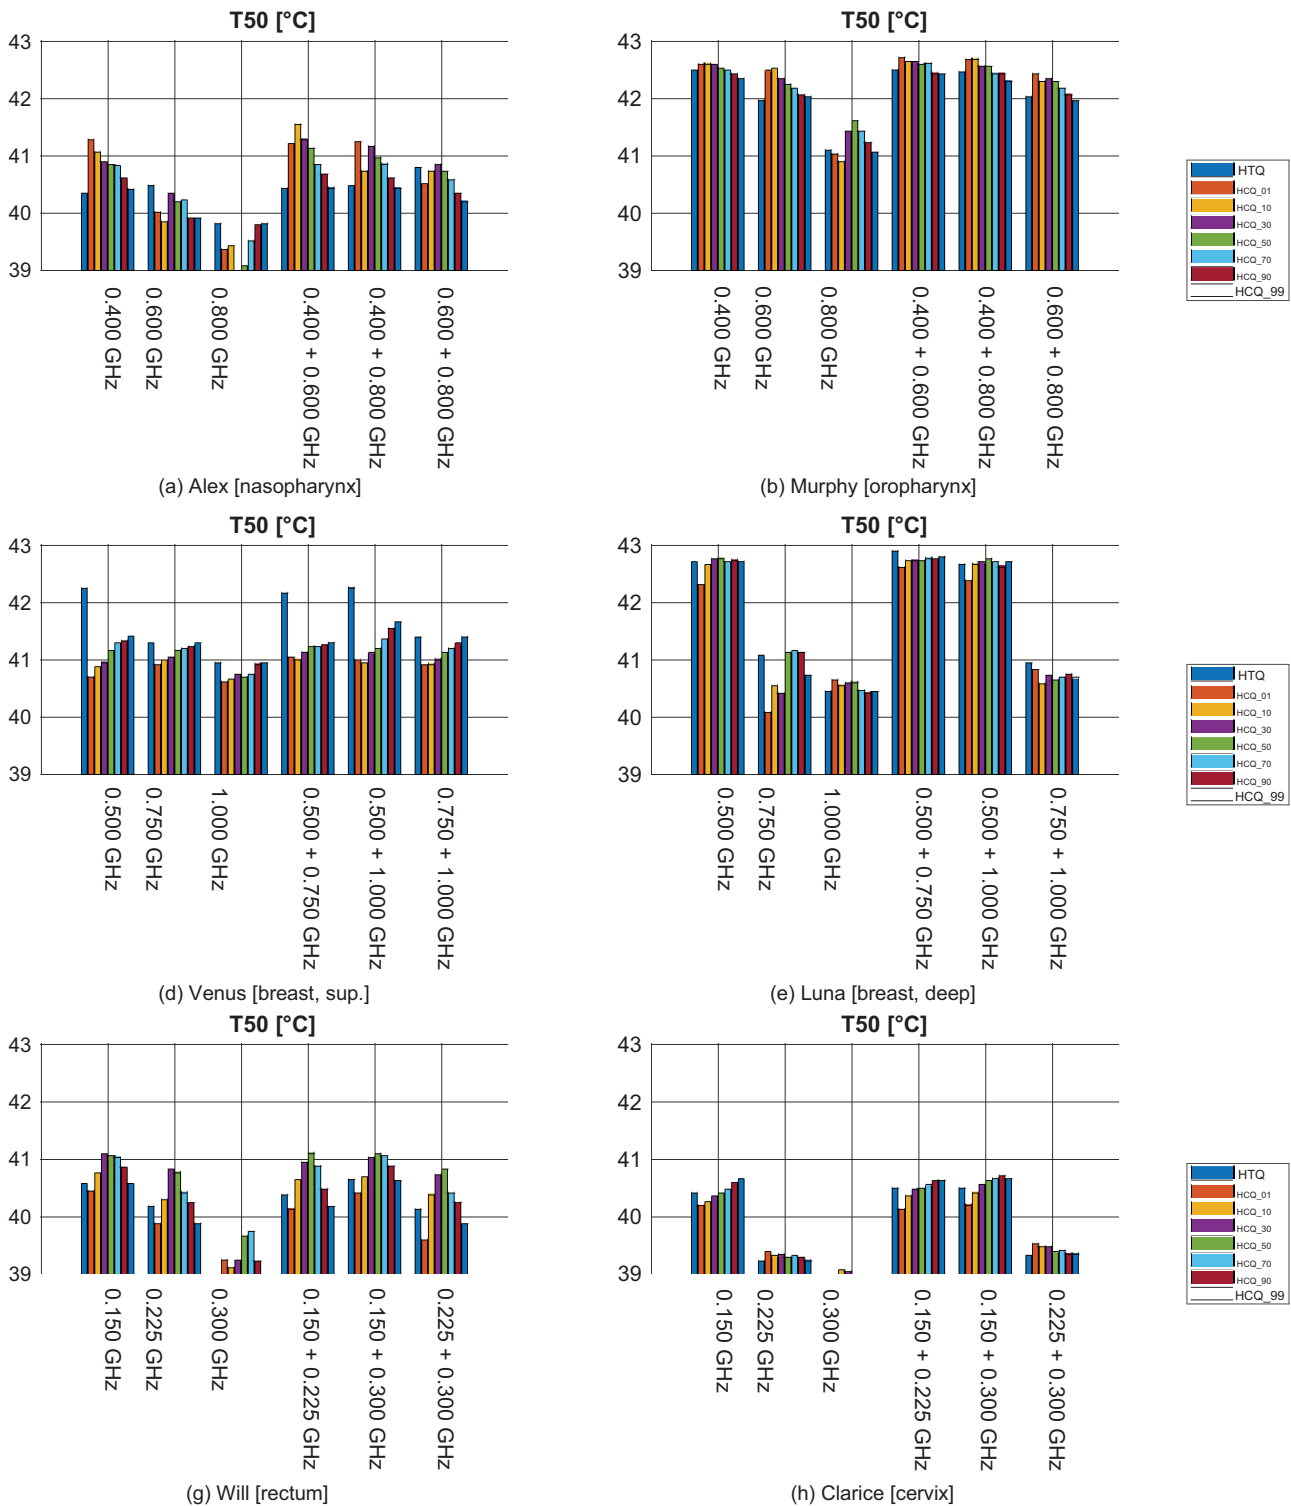 T50 [°C]
43
42
41
40
39
0.400 GHz
0.600 GHz
0.800 GHz
0.400 + 0.600 GHz
0.400 + 0.800 GHz
0.600 + 0.800 GHz
(a) Alex [nasopharynx]
T50 [°C]
43
42
41
40
39
0.400 GHz
0.600 GHz
0.800 GHz
0.400 + 0.600 GHz
0.400 + 0.800 GHz
0.600 + 0.800 GHz
(b) Murphy [oropharynx]
HTQ
HCQ_01
HCQ_10
HCQ_30
HCQ_50
HCQ_70
HCQ_90
HCQ_99
T50 [°C]
43
42
41
40
39
0.500 GHz
0.750 GHz
1.000 GHz
0.500 + 0.750 GHz
0.500 + 1.000 GHz
0.750 + 1.000 GHz
(d) Venus [breast, sup.]
T50 [°C]
43
42
41
40
39
0.500 GHz
0.750 GHz
1.000 GHz
0.500 + 0.750 GHz
0.500 + 1.000 GHz
0.750 + 1.000 GHz
(e) Luna [breast, deep]
HTQ
HCQ_01
HCQ_10
HCQ_30
HCQ_50
HCQ_70
HCQ_90
HCQ_99
T50 [°C]
43
42
41
40
39
0.150 GHz
0.225 GHz
0.300 GHz
0.150 + 0.225 GHz
0.150 + 0.300 GHz
0.225 + 0.300 GHz
(g) Will [rectum]
T50 [°C]
43
42
41
40
39
0.150 GHz
0.225 GHz
0.300 GHz
0.150 + 0.225 GHz
0.150 + 0.300 GHz
0.225 + 0.300 GHz
(h) Clarice [cervix]
HTQ
HCQ_01
HCQ_10
HCQ_30
HCQ_50
HCQ_70
HCQ_90
HCQ_99